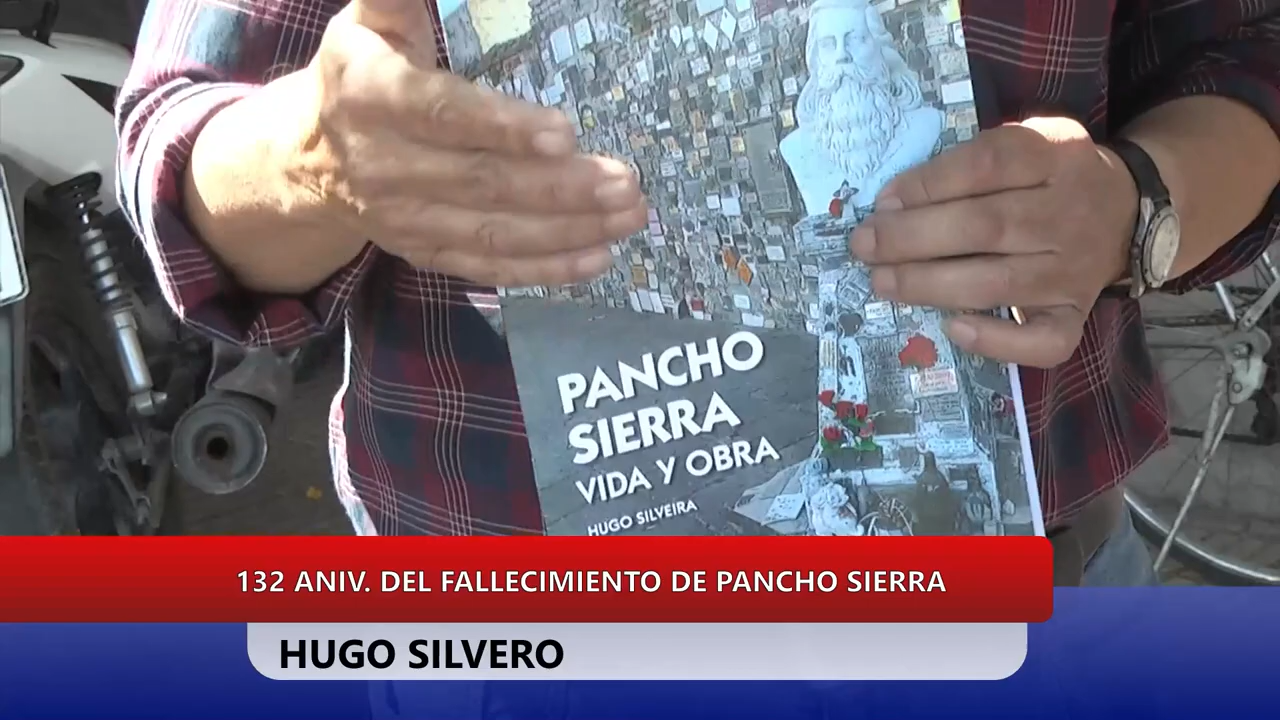 PANCHO
SIERRA
VIDA Y OBRA
HUGO SILVEIRA
132 ANIV. DEL FALLECIMIENTO DE PANCHO SIERRA
HUGO SILVERO